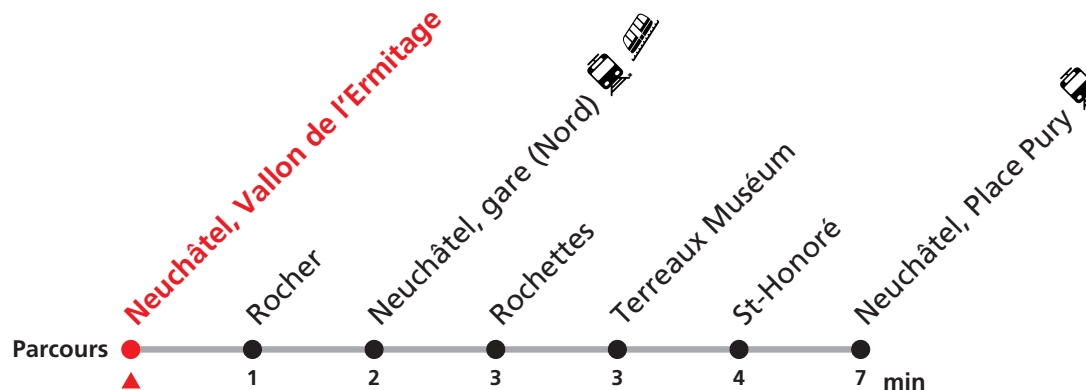 Neuchâtel, Vallon de l'Ermitage
Rocher
Neuchâtel, gare (Nord)
Rochettes
Terreaux Muséum
St-Honoré
Neuchâtel, Place Pury
Parcours
1 2 3 3 4 7 min